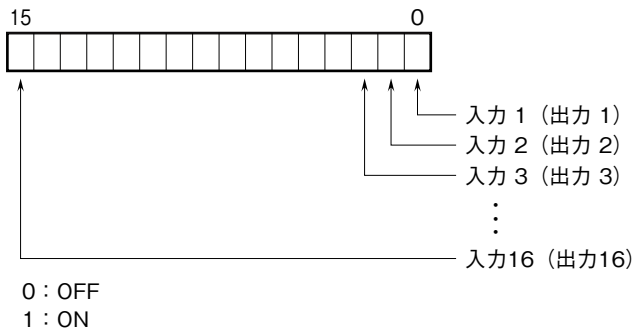 15 0
入力 1（出力 1）
入力 2（出力 2）
入力 3（出力 3）
⋮
入力16（出力16）
0：OFF
1：ON